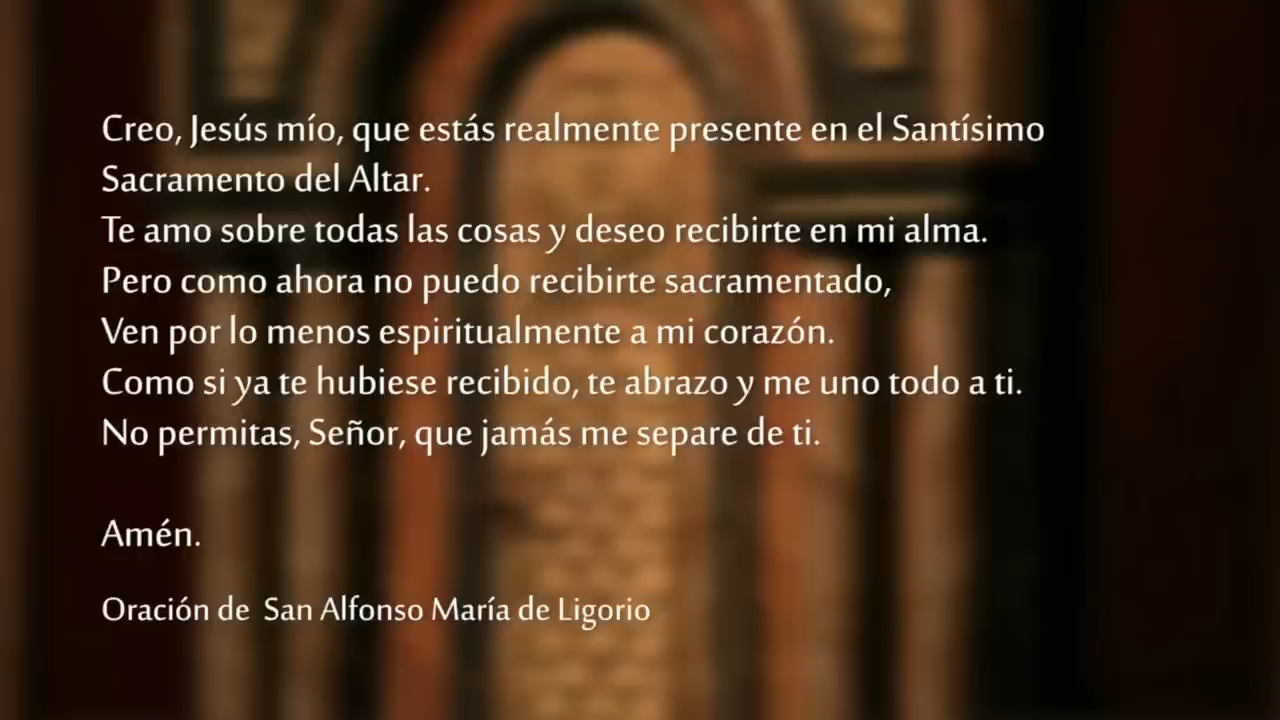 Creo, Jesús mío, que estás realmente presente en el Santísimo
Sacramento del Altar.
Te amo sobre todas las cosas y deseo recibirte en mi alma.
Pero como ahora no puedo recibirte sacramentado,
Ven por lo menos espiritualmente a mi corazón.
Como si ya te hubiese recibido, te abrazo y me uno todo a ti.
No permitas, Señor, que jamás me separe de ti.
Amén.
Oración de San Alfonso María de Ligorio